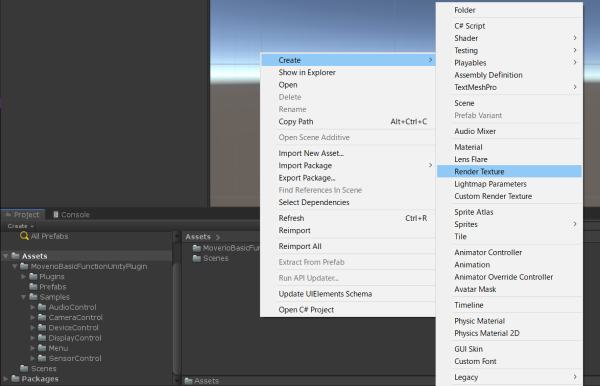 Create
Show in Explorer
Open
Delete
Rename
Copy Path Alt+Ctrl+C
Open Scene Additive
Import New Asset...
Import Package
Export Package...
Find References In Scene
Select Dependencies
Refresh Ctrl+R
Reimport
Reimport All
Extract From Prefab
Run API Updater...
Update UIElements Schema
Open C# Project
Folder
C# Script
Shader
Testing
Playables
Assembly Definition
TextMeshPro
Scene
Prefab Variant
Audio Mixer
Material
Lens Flare
Render Texture
Lightmap Parameters
Custom Render Texture
Sprite Atlas
Sprites
Tile
Animator Controller
Animation
Animator Override Controller
Avatar Mask
Timeline
Physic Material
Physics Material 2D
GUI Skin
Custom Font
Legacy
Project Console
Create
All Prefabs
Assets
MoverioBasicFunctionUnityPlugin
Plugins
Prefabs
Samples
AudioControl
CameraControl
DeviceControl
DisplayControl
Menu
SensorControl
Scenes
Packages
Assets
MoverioBasicFun
Scenes
Assets